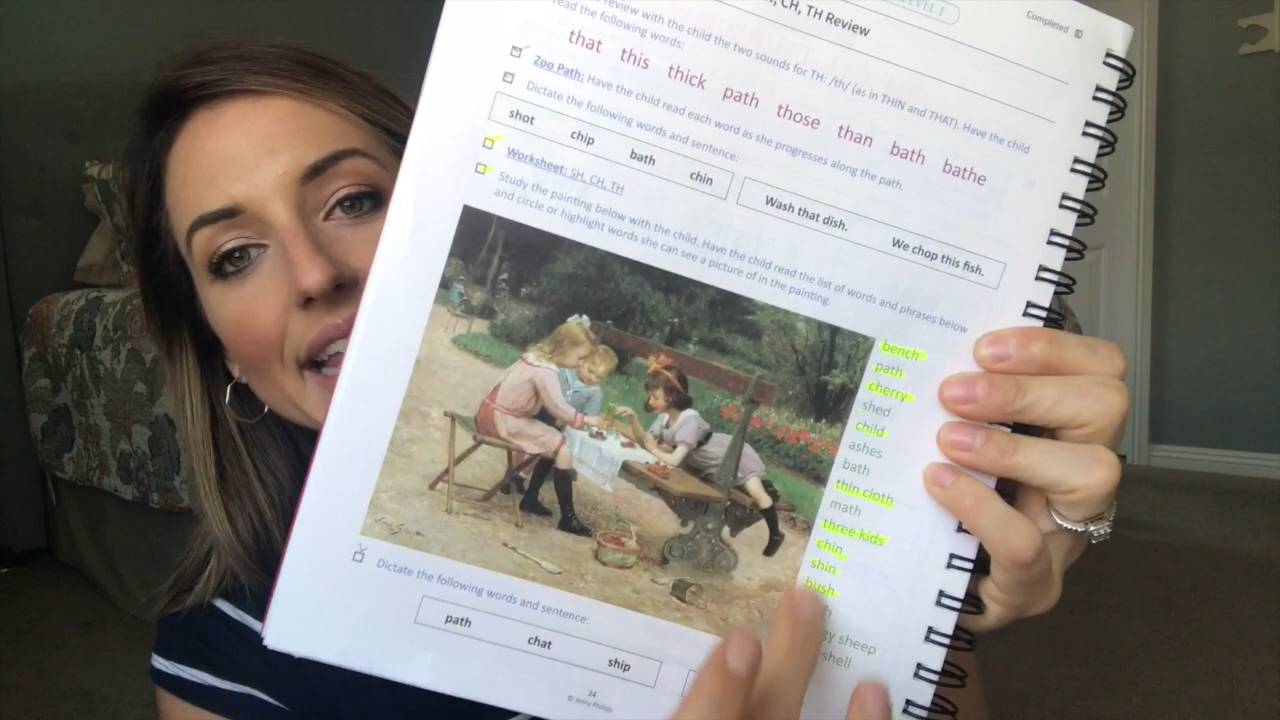 LEVEL 1
Completed
CH, TH Review
review with the child the two sounds for TH: /th/ (as in THIN and THAT). Have the child
read the following words:
that this thick path those than bath bathe
Zoo Path: Have the child read each word as she progresses along the path.
Dictate the following words and sentence:
shot chip bath chin
Wash that dish. We chop this fish.
Worksheet: SH, CH, TH
Study the painting below with the child. Have the child read the list of words and phrases below
and circle or highlight words she can see a picture of in the painting.
bench
path
cherry
shed
child
ashes
bath
thin cloth
math
three kids
chin
shin
bush
sheep
shell
Dictate the following words and sentence:
path chat ship
© Jenny Phillips